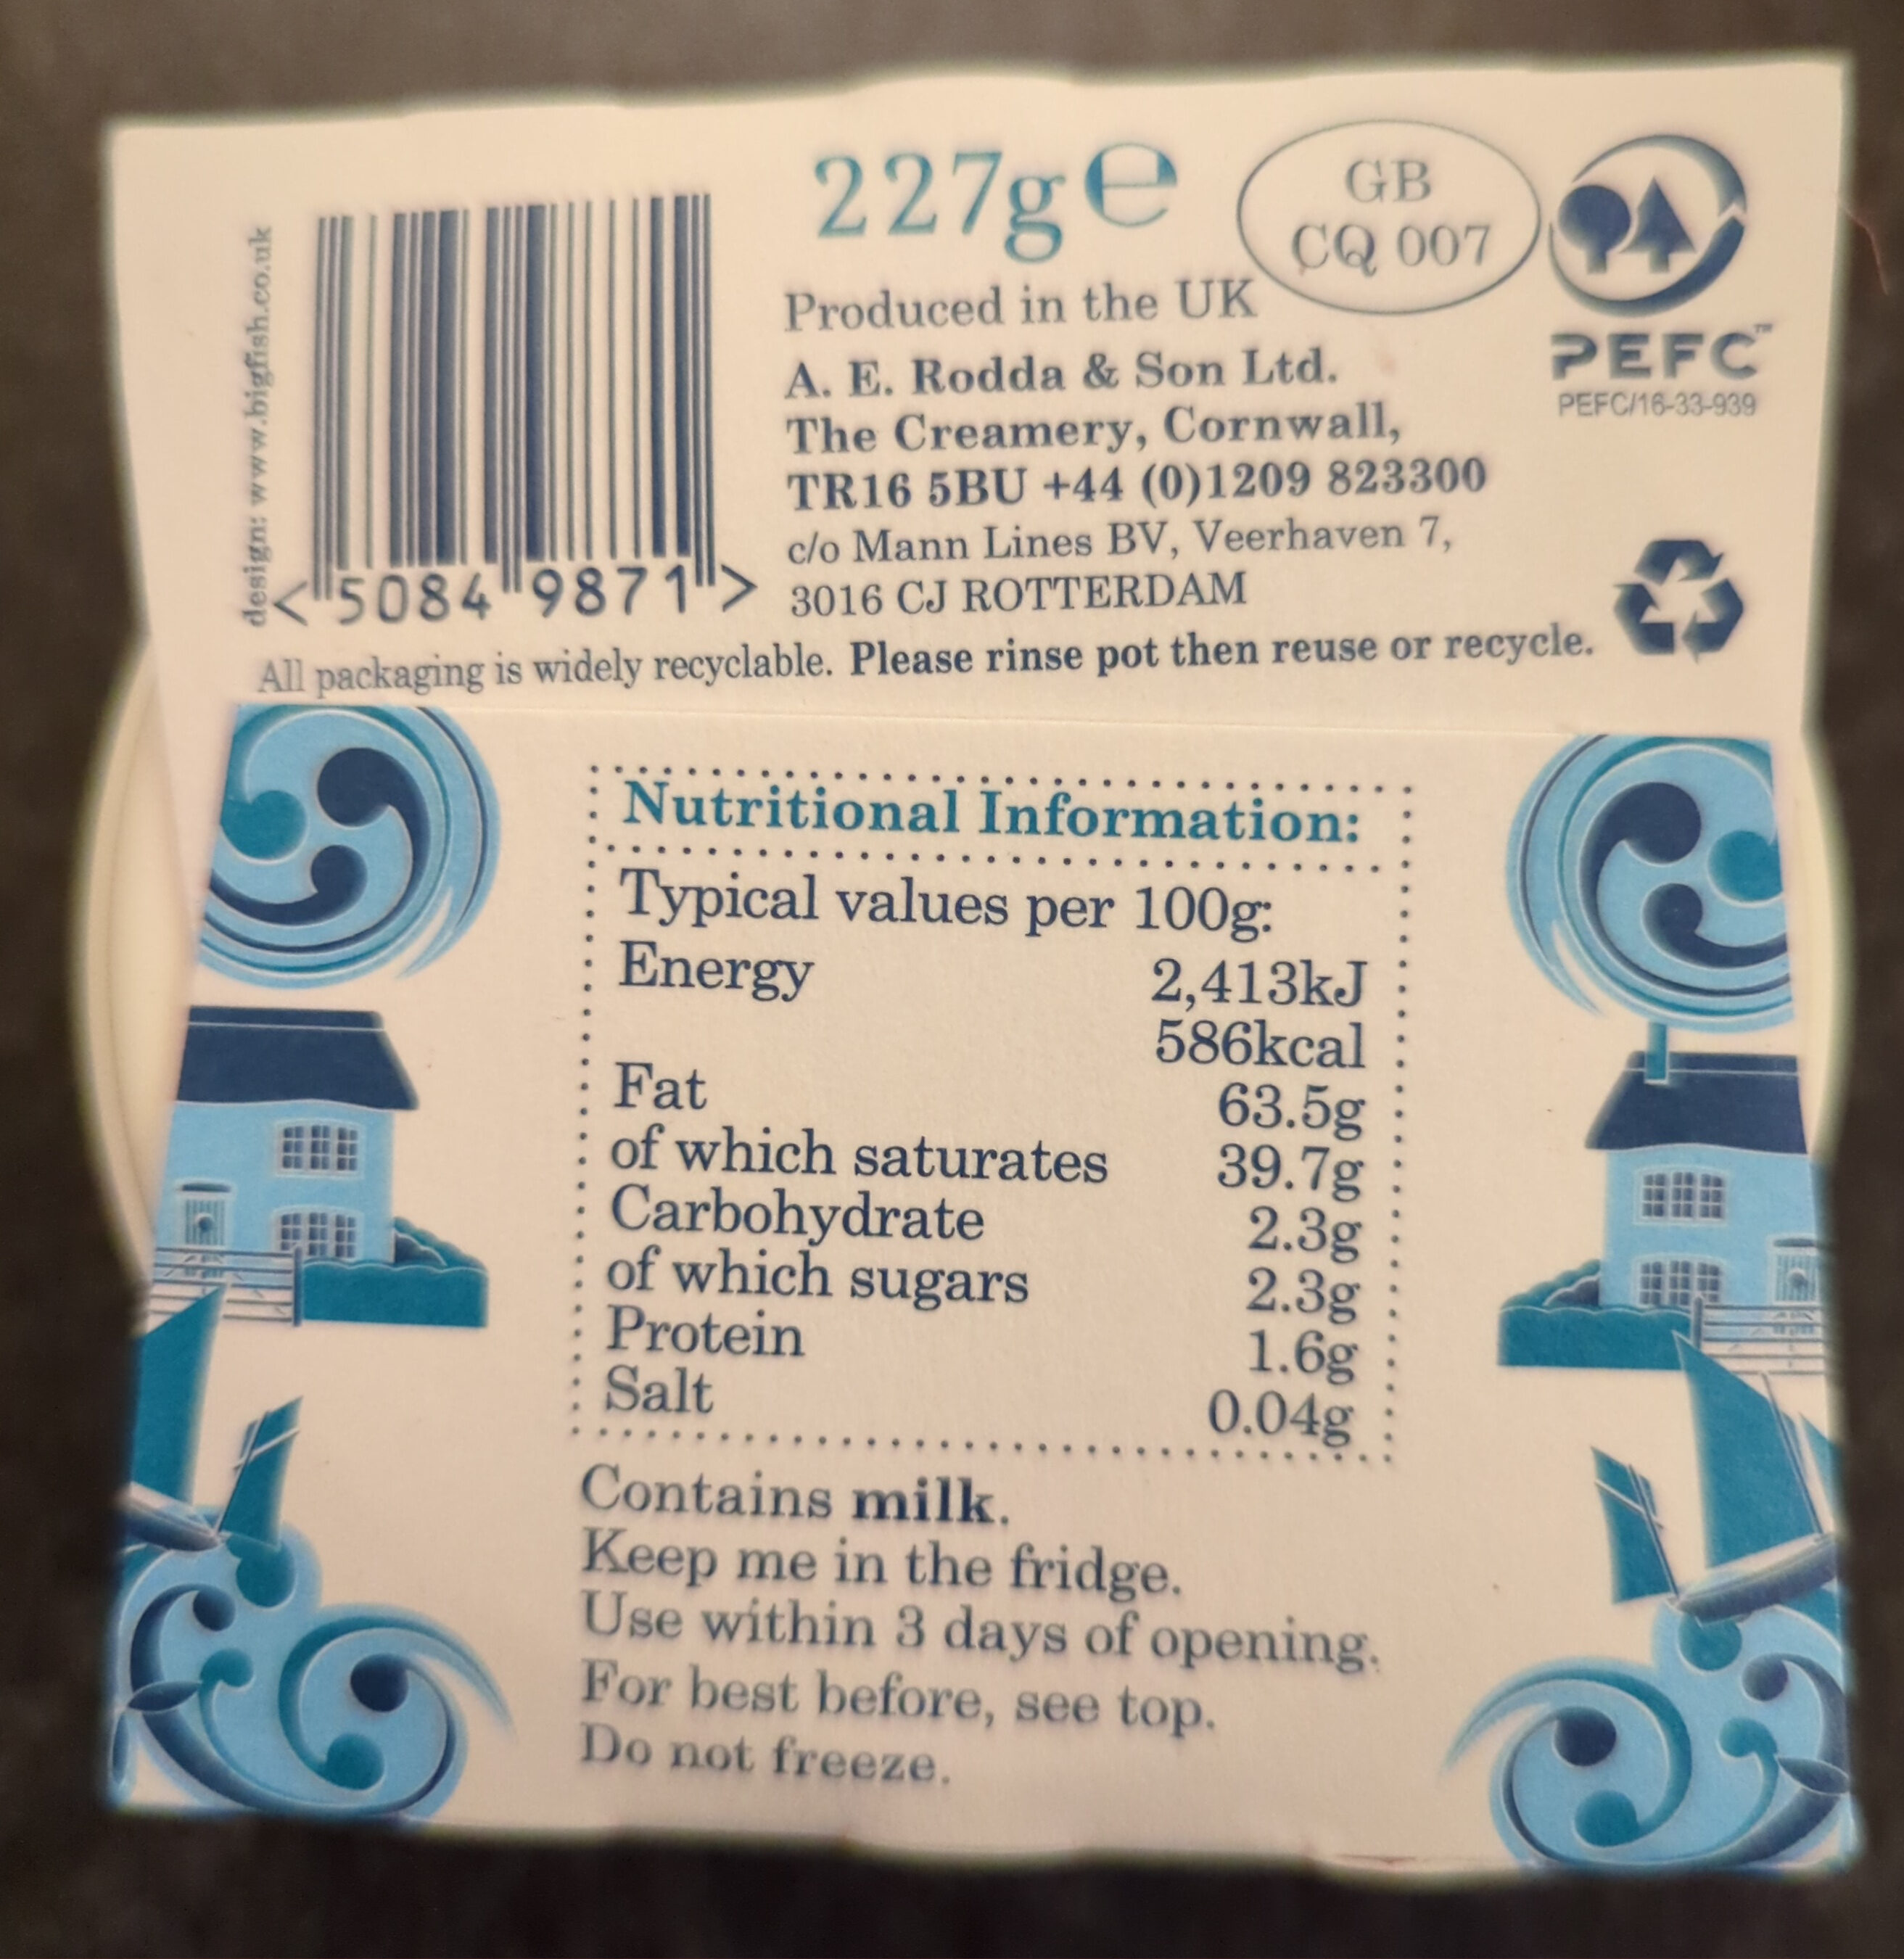 227g e
GB
CQ 007
design: www.bigfish.co.uk
<5084 9871>
Produced in the UK
A. E. Rodda & Son Ltd.
The Creamery, Cornwall,
TR16 5BU +44 (0)1209 823300
c/o Mann Lines BV, Veerhaven 7,
3016 CJ ROTTERDAM
PEFC™
PEFC/16-33-939
All packaging is widely recyclable. Please rinse pot then reuse or recycle.
Nutritional Information:
Typical values per 100g:
Energy 2,413kJ
586kcal
Fat 63.5g
of which saturates 39.7g
Carbohydrate 2.3g
of which sugars 2.3g
Protein 1.6g
Salt 0.04g
Contains milk.
Keep me in the fridge.
Use within 3 days of opening.
For best before, see top.
Do not freeze.